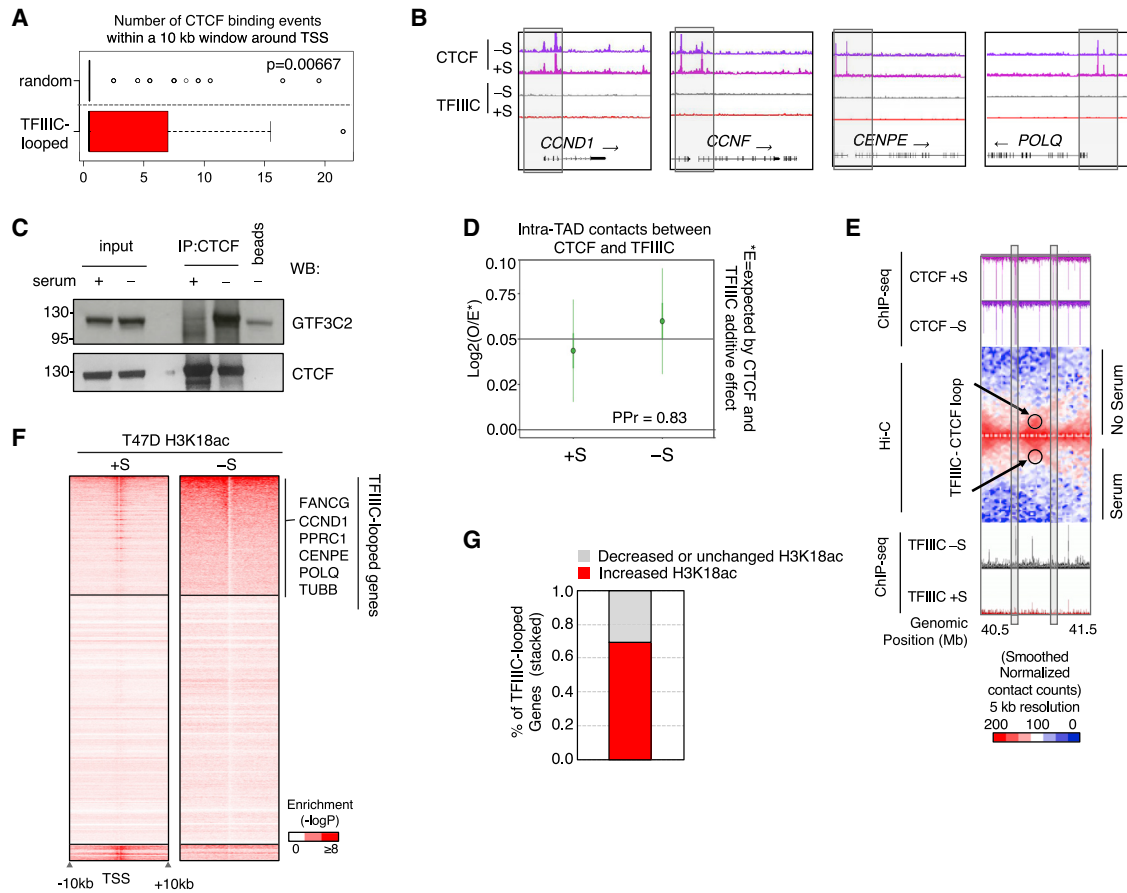 A
Number of CTCF binding events
within a 10 kb window around TSS
p=0.00667
random
TFIIIC-
looped
0 5 10 15 20
B
CTCF
–S
+S
TFIIIC
–S
+S
CCND1 →
CCNF →
CENPE →
← POLQ
C
input
IP:CTCF
beads
WB:
serum + – + – –
130
95
GTF3C2
130
CTCF
D
Intra-TAD contacts between
CTCF and TFIIIC
Log2(O/E*)
0.10
0.75
0.05
0.02
0.00
PPr = 0.83
+S –S
*E=expected by CTCF and
TFIIIC additive effect
E
ChIP-seq
CTCF +S
CTCF –S
Hi-C
TFIIIC- CTCF loop
No Serum
Serum
ChIP-seq
TFIIIC –S
TFIIIC +S
Genomic
Position (Mb)
40.5 41.5
(Smoothed
Normalized
contact counts)
5 kb resolution
200 100 0
F
T47D H3K18ac
+S –S
FANCG
CCND1
PPRC1
CENPE
POLQ
TUBB
TFIIIC-looped genes
Enrichment
(-logP)
0 ≥8
-10kb TSS +10kb
G
Decreased or unchanged H3K18ac
Increased H3K18ac
% of TFIIIC-looped
Genes (stacked)
1.0
0.8
0.6
0.4
0.2
0.0